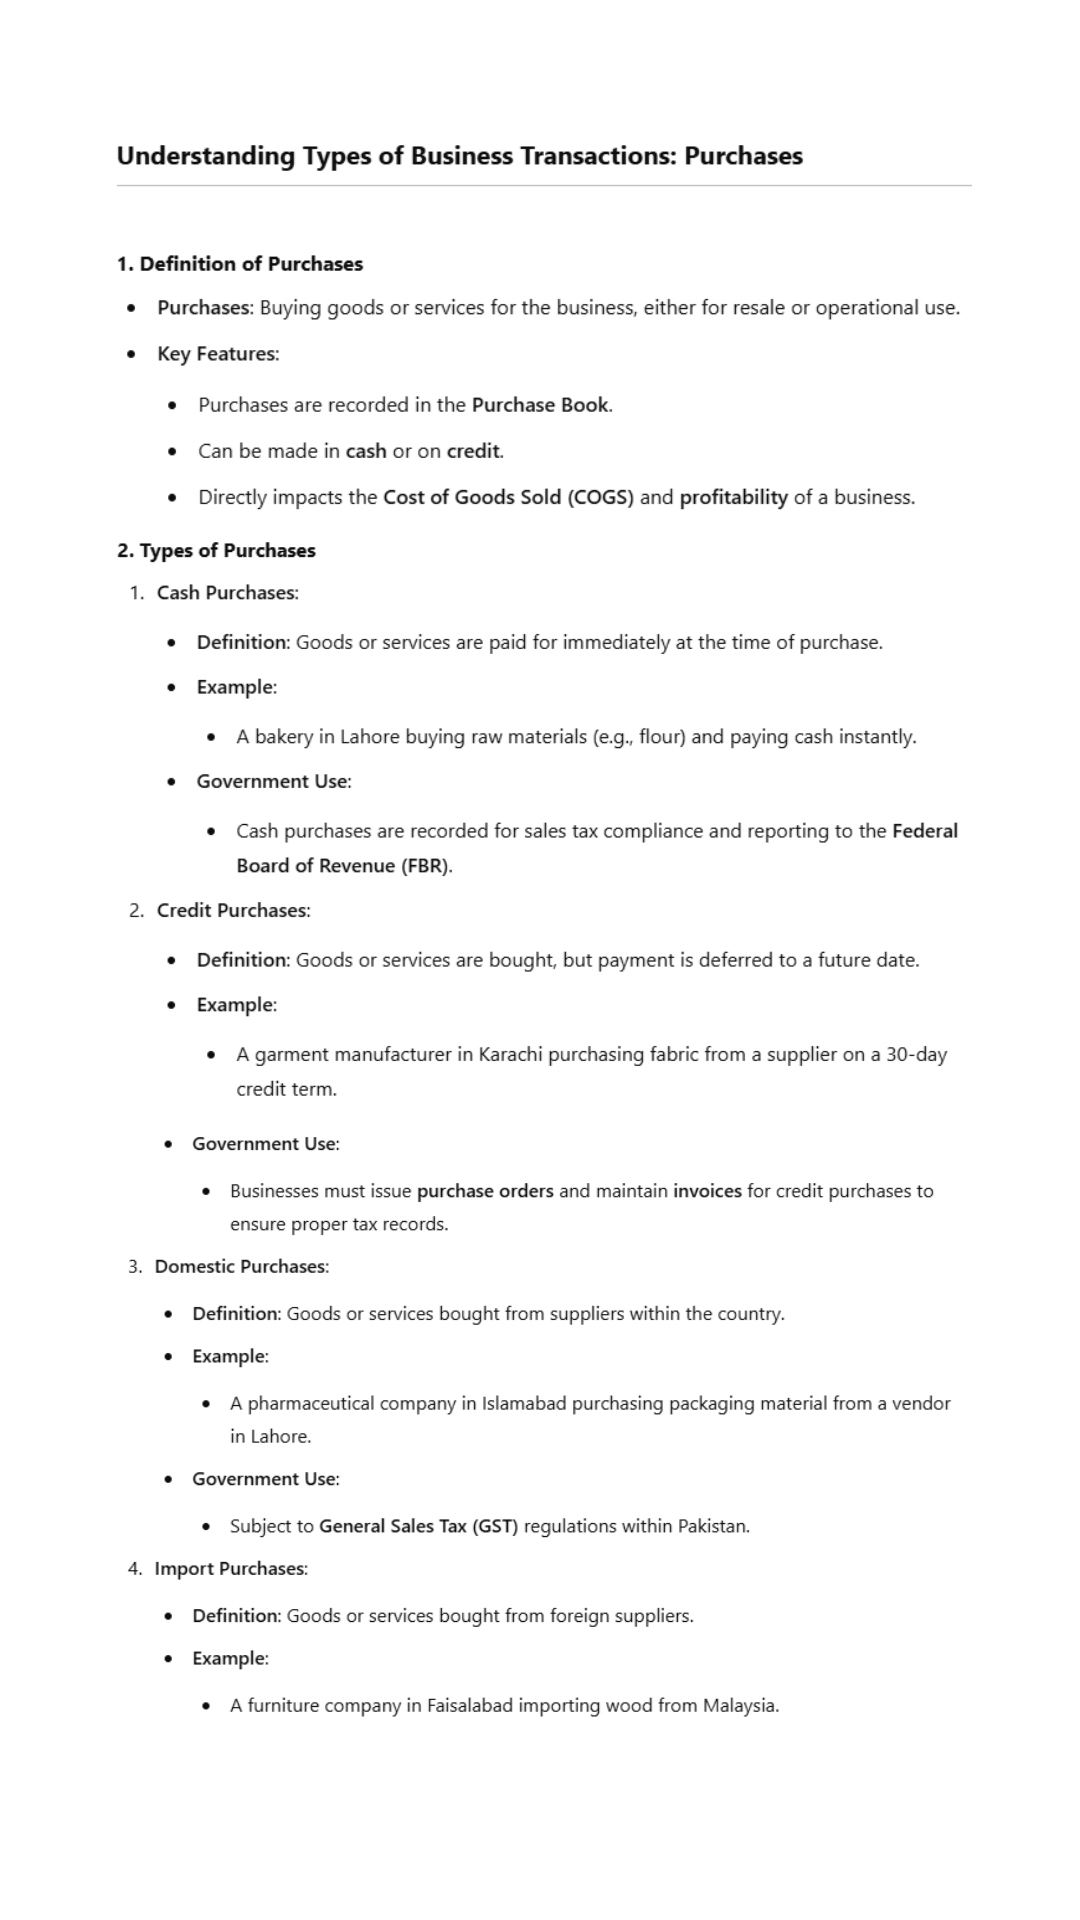 Understanding Types of Business Transactions: Purchases
1. Definition of Purchases
• Purchases: Buying goods or services for the business, either for resale or operational use.
• Key Features:
• Purchases are recorded in the Purchase Book.
• Can be made in cash or on credit.
• Directly impacts the Cost of Goods Sold (COGS) and profitability of a business.
2. Types of Purchases
1. Cash Purchases:
• Definition: Goods or services are paid for immediately at the time of purchase.
• Example:
• A bakery in Lahore buying raw materials (e.g., flour) and paying cash instantly.
• Government Use:
• Cash purchases are recorded for sales tax compliance and reporting to the Federal
Board of Revenue (FBR).
2. Credit Purchases:
• Definition: Goods or services are bought, but payment is deferred to a future date.
• Example:
• A garment manufacturer in Karachi purchasing fabric from a supplier on a 30-day
credit term.
• Government Use:
• Businesses must issue purchase orders and maintain invoices for credit purchases to
ensure proper tax records.
3. Domestic Purchases:
• Definition: Goods or services bought from suppliers within the country.
• Example:
• A pharmaceutical company in Islamabad purchasing packaging material from a vendor
in Lahore.
• Government Use:
• Subject to General Sales Tax (GST) regulations within Pakistan.
4. Import Purchases:
• Definition: Goods or services bought from foreign suppliers.
• Example:
• A furniture company in Faisalabad importing wood from Malaysia.